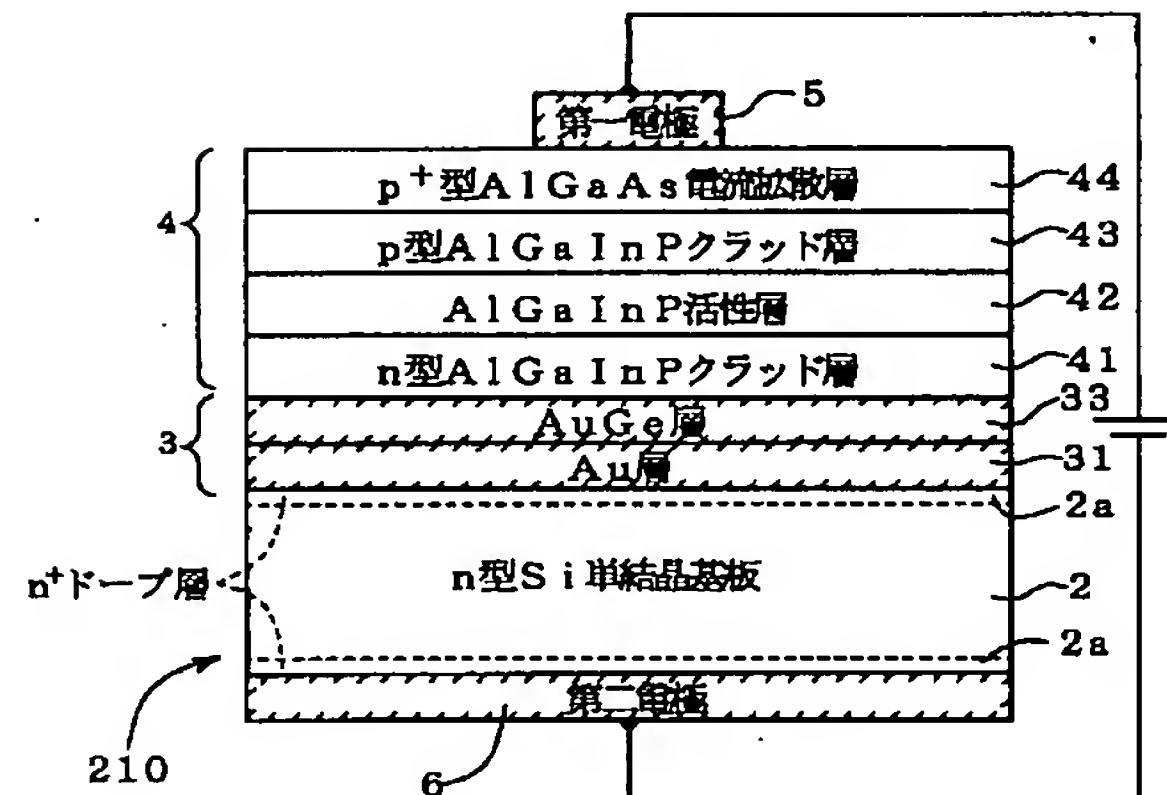 第一電極 5
p⁺型AlGaAs電流拡散層 44
4
p型AlGaInPクラッド層 43
AlGaInP活性層 42
n型AlGaInPクラッド層 41
AuGe層 33
3
Au層 31
2a
n⁺ドープ層 n型Si単結晶基板 2
2a
第二電極
210 6